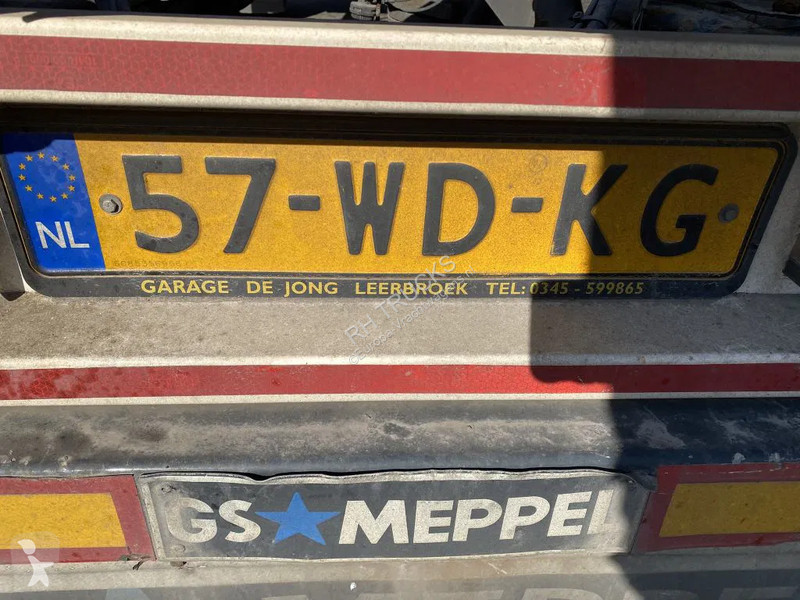 57-WD-KG
NL
GARAGE DE JONG LEERBROEK TEL: 0345 - 599865
RH TRUCKS
GS★MEPPEL